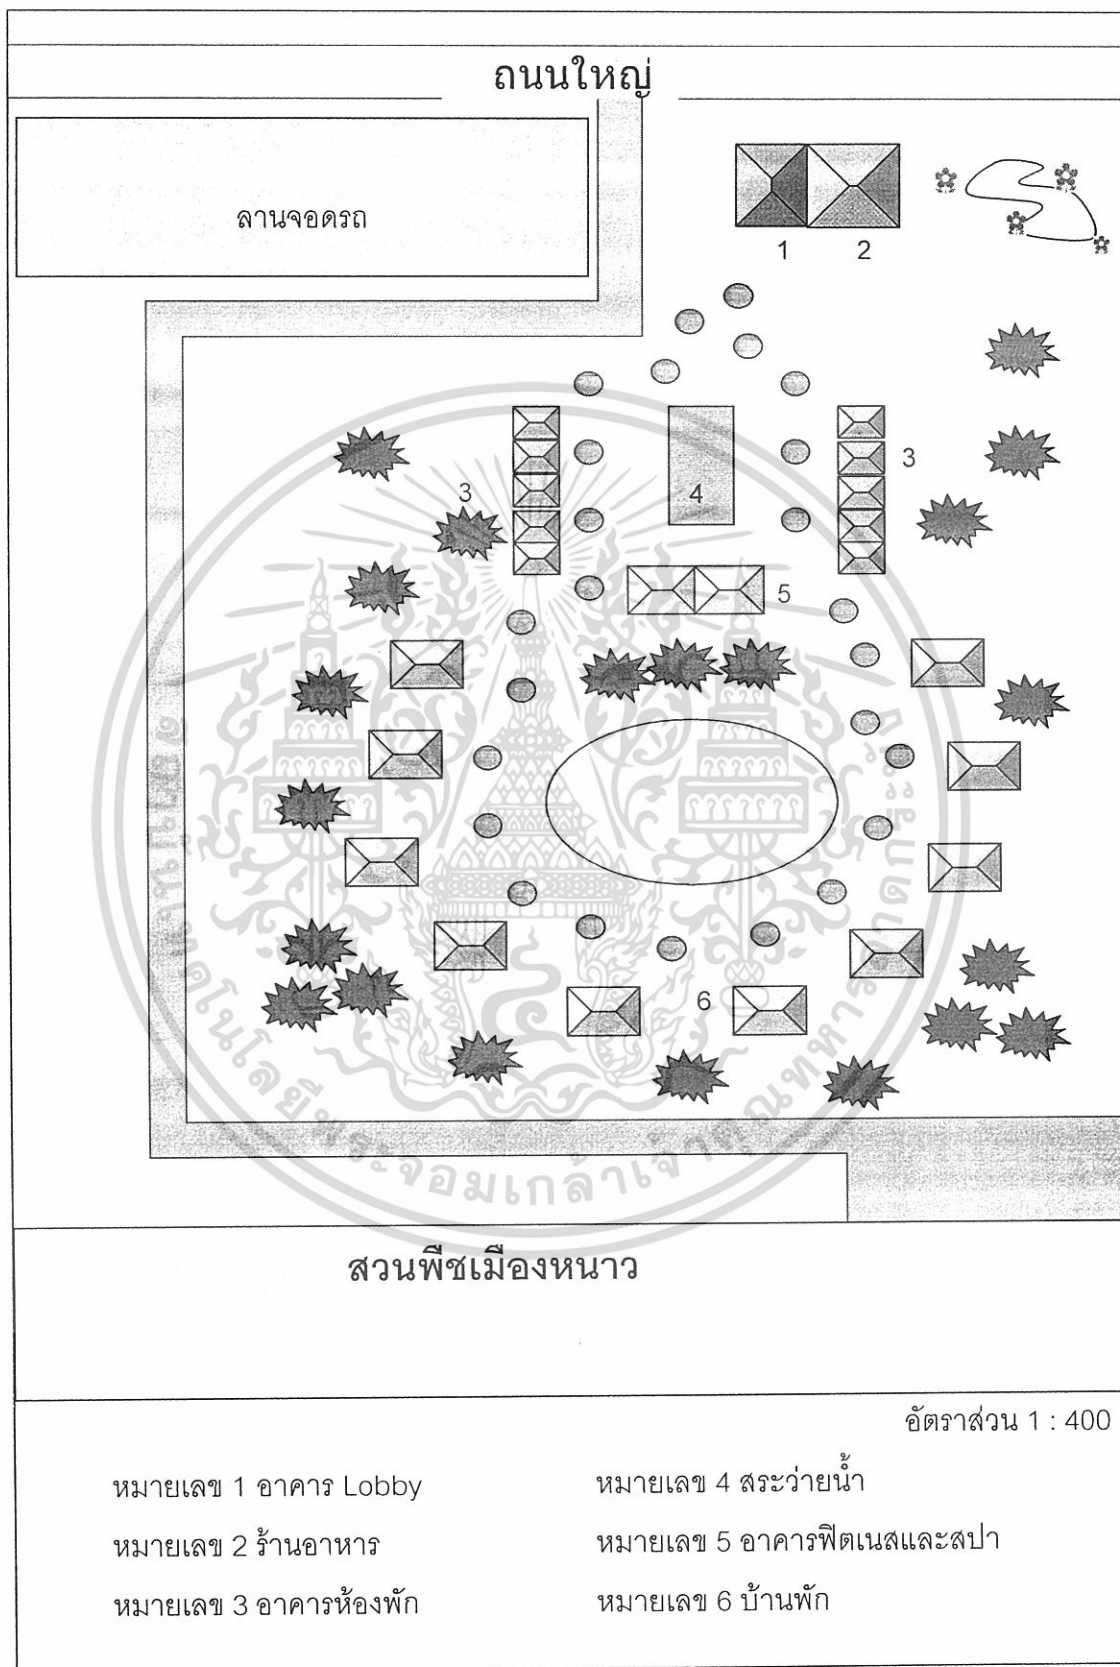 ถนนใหญ่
ลานจอดรถ
1 2
3
3
4
5
6
สวนพืชเมืองหนาว
อัตราส่วน 1 : 400
หมายเลข 1 อาคาร Lobby
หมายเลข 2 ร้านอาหาร
หมายเลข 3 อาคารห้องพัก
หมายเลข 4 สระว่ายน้ำ
หมายเลข 5 อาคารฟิตเนสและสปา
หมายเลข 6 บ้านพัก